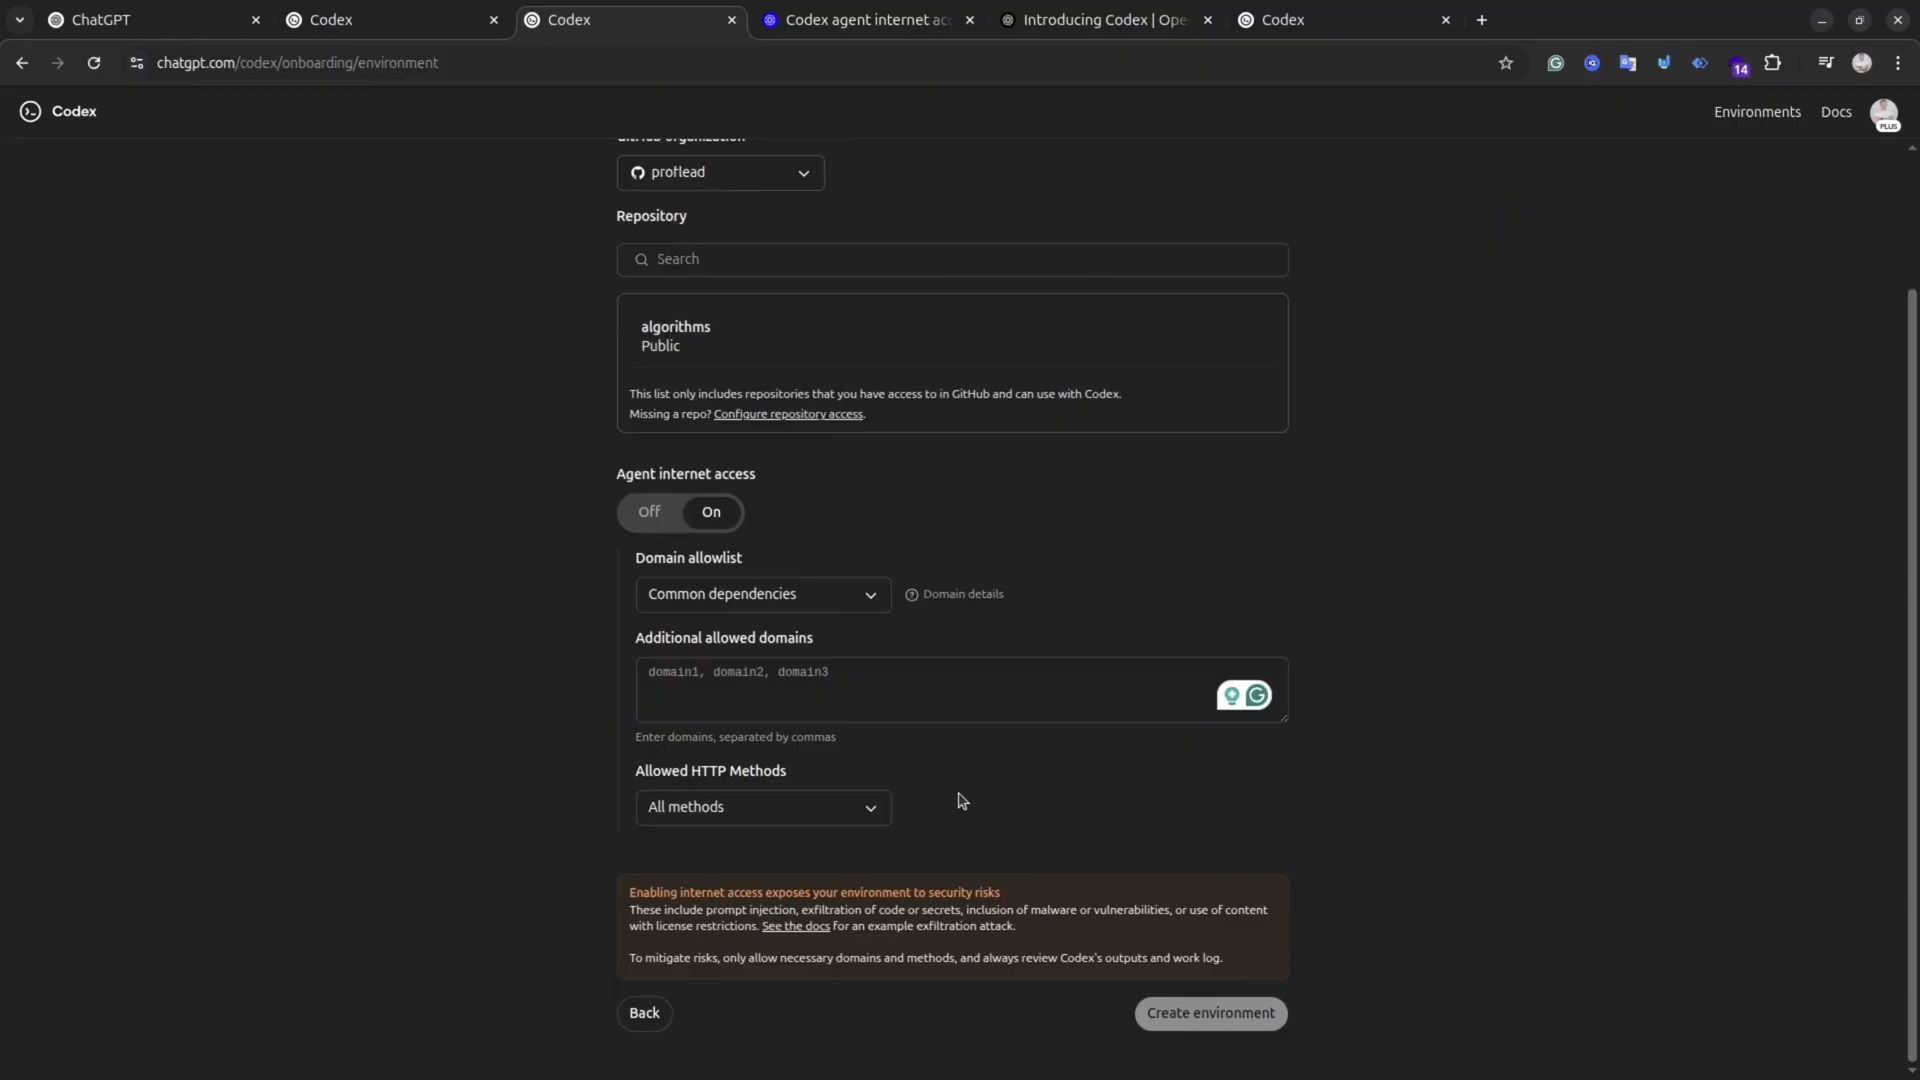 ChatGPT
Codex
Codex
Codex agent internet acc
Introducing Codex | Ope
Codex
chatgpt.com/codex/onboarding/environment
14
Codex
Environments
Docs
PLUS
GitHub organization
proflead
Repository
Search
algorithms
Public
This list only includes repositories that you have access to in GitHub and can use with Codex.
Missing a repo? Configure repository access.
Agent internet access
Off
On
Domain allowlist
Common dependencies
Domain details
Additional allowed domains
domain1, domain2, domain3
Enter domains, separated by commas
Allowed HTTP Methods
All methods
Enabling internet access exposes your environment to security risks
These include prompt injection, exfiltration of code or secrets, inclusion of malware or vulnerabilities, or use of content
with license restrictions. See the docs for an example exfiltration attack.
To mitigate risks, only allow necessary domains and methods, and always review Codex's outputs and work log.
Back
Create environment